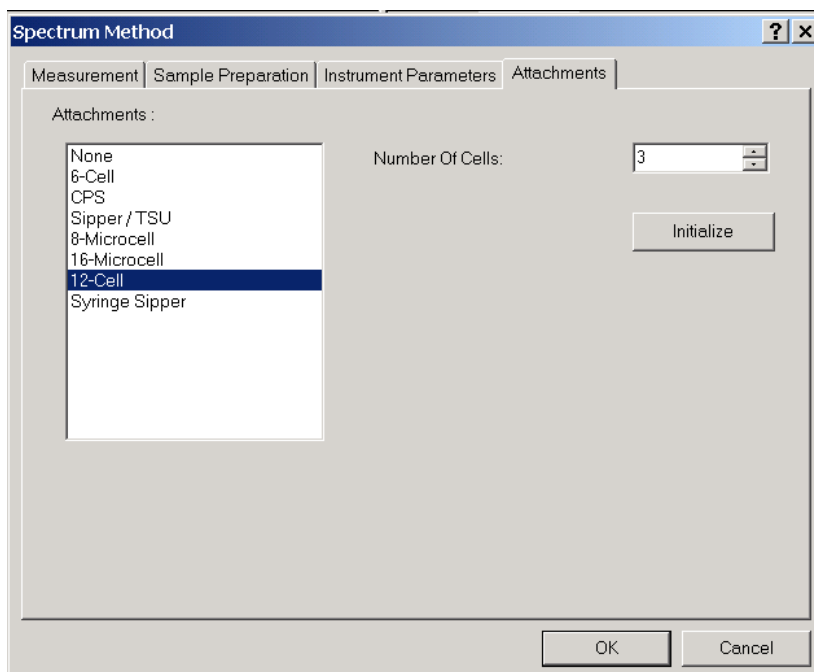 Spectrum Method
Measurement Sample Preparation Instrument Parameters Attachments
Attachments :
None
6-Cell
CPS
Sipper / TSU
8-Microcell
16-Microcell
12-Cell
Syringe Sipper
Number Of Cells: 3
Initialize
OK Cancel